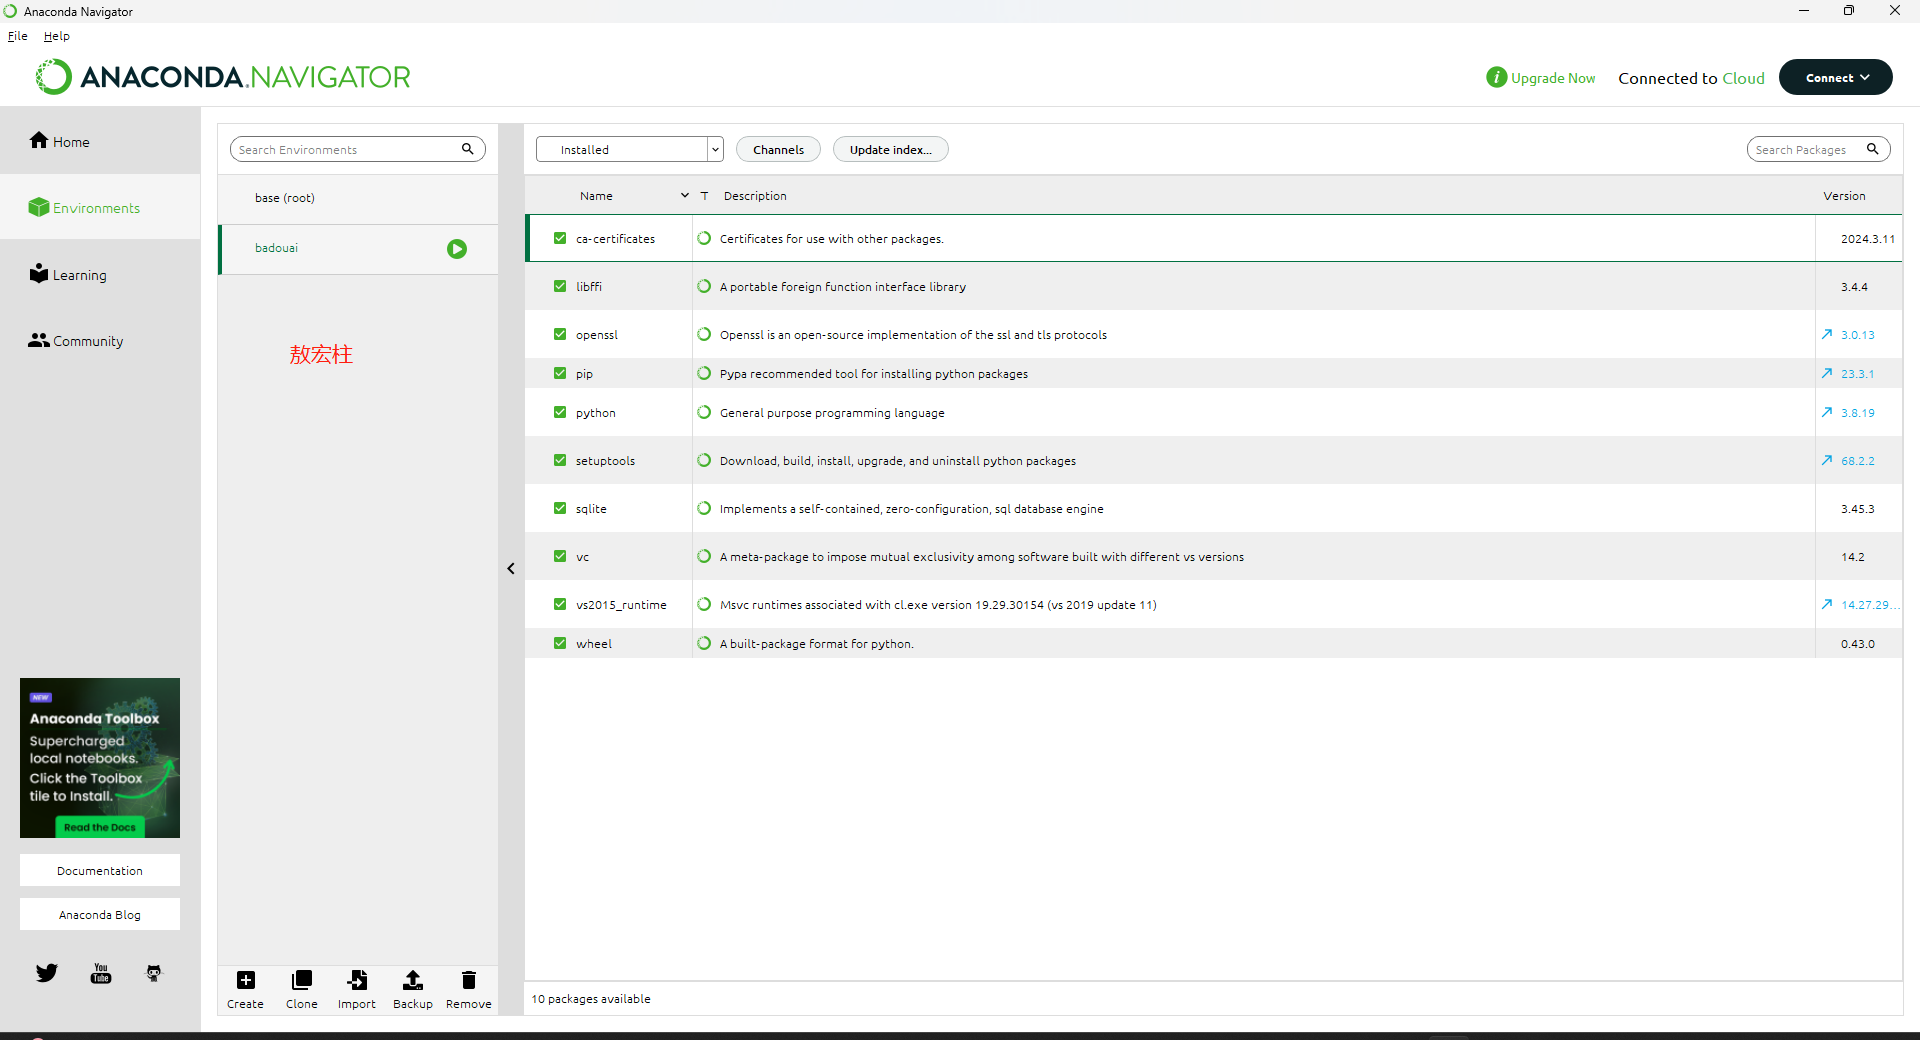 Anaconda Navigator
File Help
ANACONDA.NAVIGATOR
Upgrade Now
Connected to Cloud
Connect
Home
Environments
Learning
Community
NEW
Anaconda Toolbox
Supercharged
local notebooks.
Click the Toolbox
tile to Install.
Read the Docs
Documentation
Anaconda Blog
You
Tube
Search Environments
base (root)
badouai
敖宏柱
Create Clone Import Backup Remove
Installed Channels Update index... Search Packages
Name T Description Version
ca-certificates Certificates for use with other packages. 2024.3.11
libffi A portable foreign function interface library 3.4.4
openssl Openssl is an open-source implementation of the ssl and tls protocols 3.0.13
pip Pypa recommended tool for installing python packages 23.3.1
python General purpose programming language 3.8.19
setuptools Download, build, install, upgrade, and uninstall python packages 68.2.2
sqlite Implements a self-contained, zero-configuration, sql database engine 3.45.3
vc A meta-package to impose mutual exclusivity among software built with different vs versions 14.2
vs2015_runtime Msvc runtimes associated with cl.exe version 19.29.30154 (vs 2019 update 11) 14.27.29...
wheel A built-package format for python. 0.43.0
10 packages available